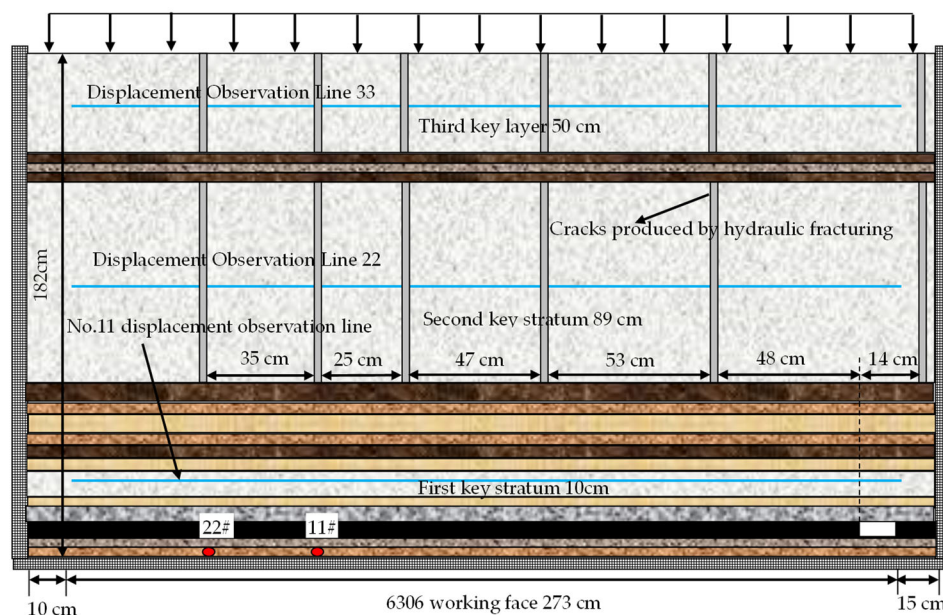 Displacement Observation Line 33
Third key layer 50 cm
Cracks produced by hydraulic fracturing
Displacement Observation Line 22
182cm
Second key stratum 89 cm
No.11 displacement observation line
35 cm
25 cm
47 cm
53 cm
48 cm
14 cm
First key stratum 10cm
22#
11#
10 cm
6306 working face 273 cm
15 cm